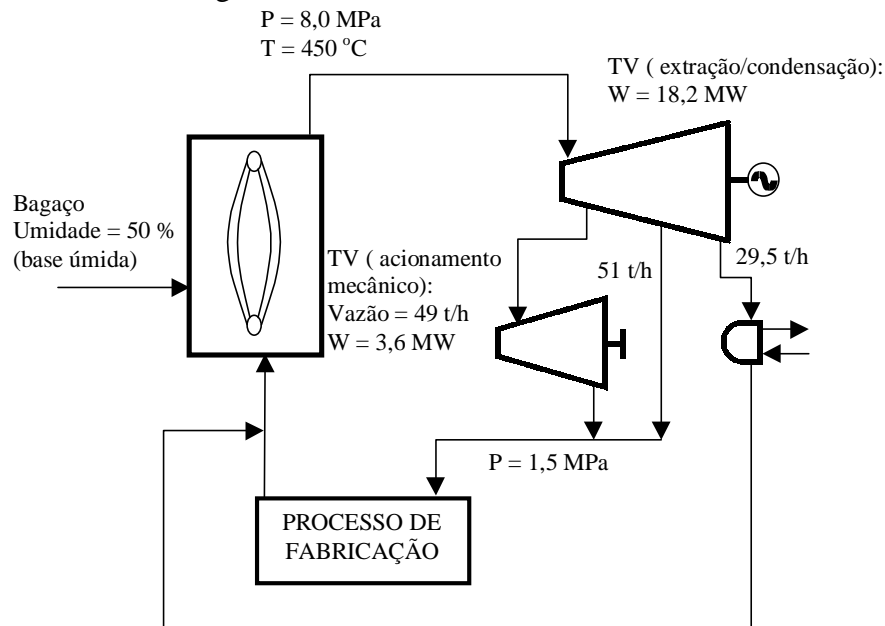 P = 8,0 MPa
T = 450 °C
TV ( extração/condensação):
W = 18,2 MW
Bagaço
Umidade = 50 %
(base úmida)
TV ( acionamento
mecânico):
Vazão = 49 t/h
W = 3,6 MW
51 t/h
29,5 t/h
P = 1,5 MPa
PROCESSO DE
FABRICAÇÃO